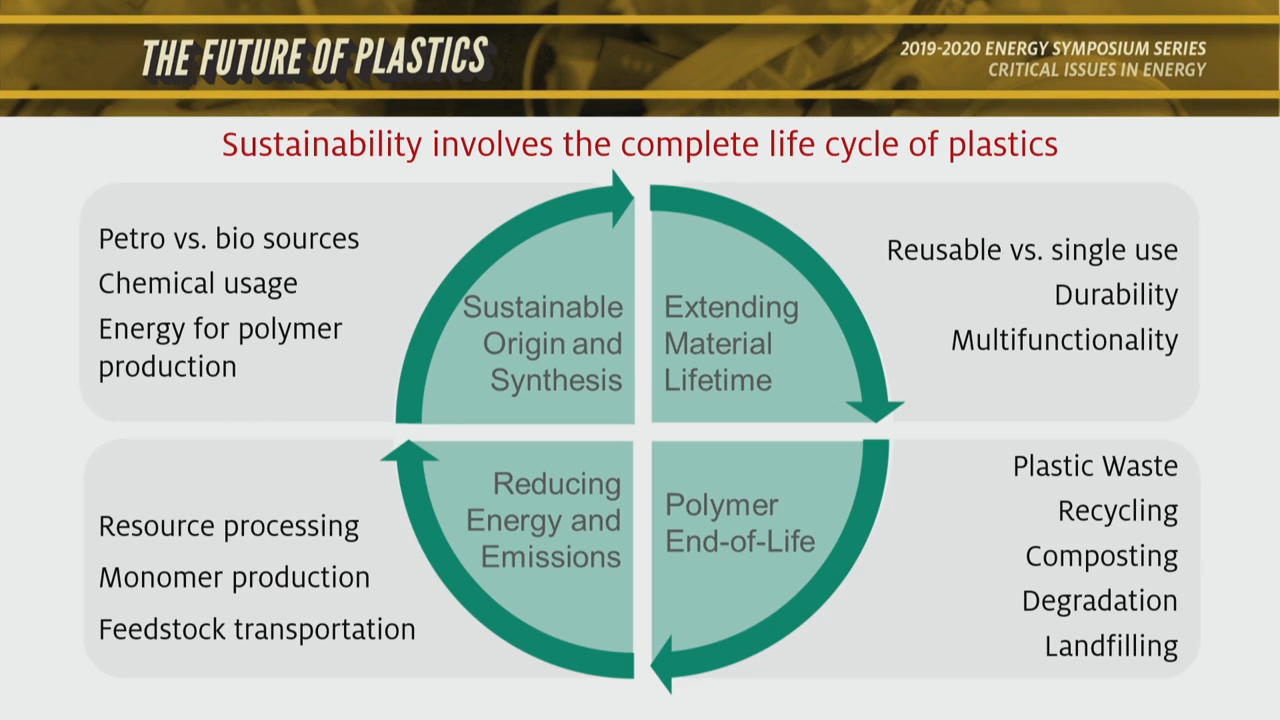 THE FUTURE OF PLASTICS
2019-2020 ENERGY SYMPOSIUM SERIES
CRITICAL ISSUES IN ENERGY
Sustainability involves the complete life cycle of plastics
Petro vs. bio sources
Chemical usage
Energy for polymer
production
Sustainable
Origin and
Synthesis
Extending
Material
Lifetime
Reusable vs. single use
Durability
Multifunctionality
Resource processing
Monomer production
Feedstock transportation
Reducing
Energy and
Emissions
Polymer
End-of-Life
Plastic Waste
Recycling
Composting
Degradation
Landfilling